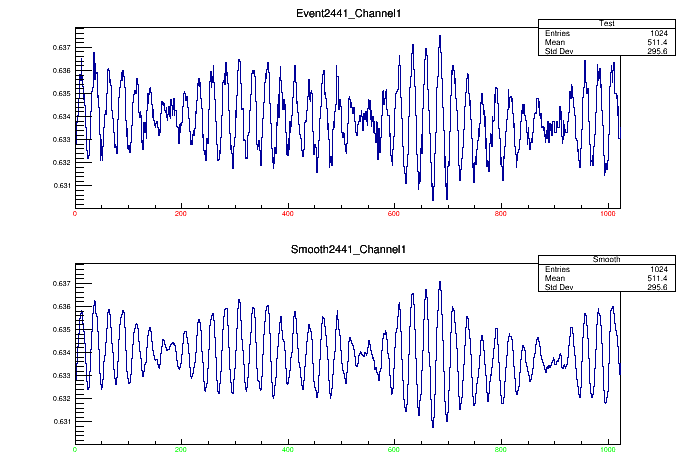 Event2441_Channel1
Test
Entries 1024
Mean 511.4
Std Dev 295.6
0.637
0.636
0.635
0.634
0.633
0.632
0.631
0 200 400 600 800 1000
Smooth2441_Channel1
Smooth
Entries 1024
Mean 511.4
Std Dev 295.6
0.637
0.636
0.635
0.634
0.633
0.632
0.631
0 200 400 600 800 1000